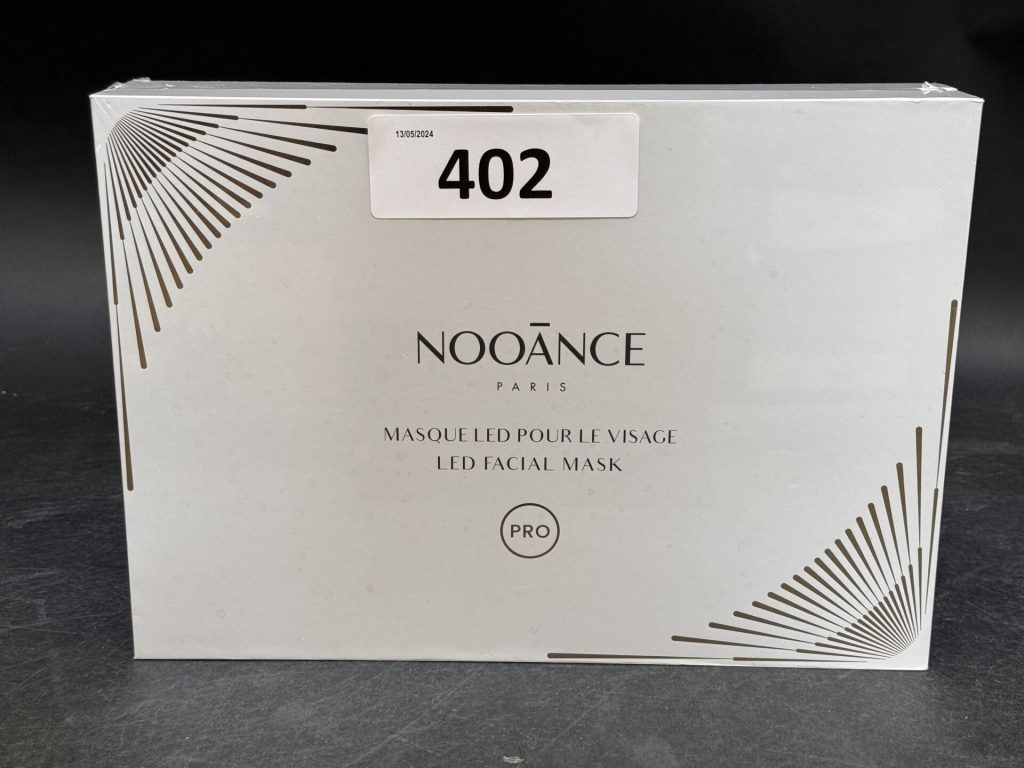 13/05/2024
402
NOOĀNCE
PARIS
MASQUE LED POUR LE VISAGE
LED FACIAL MASK
PRO